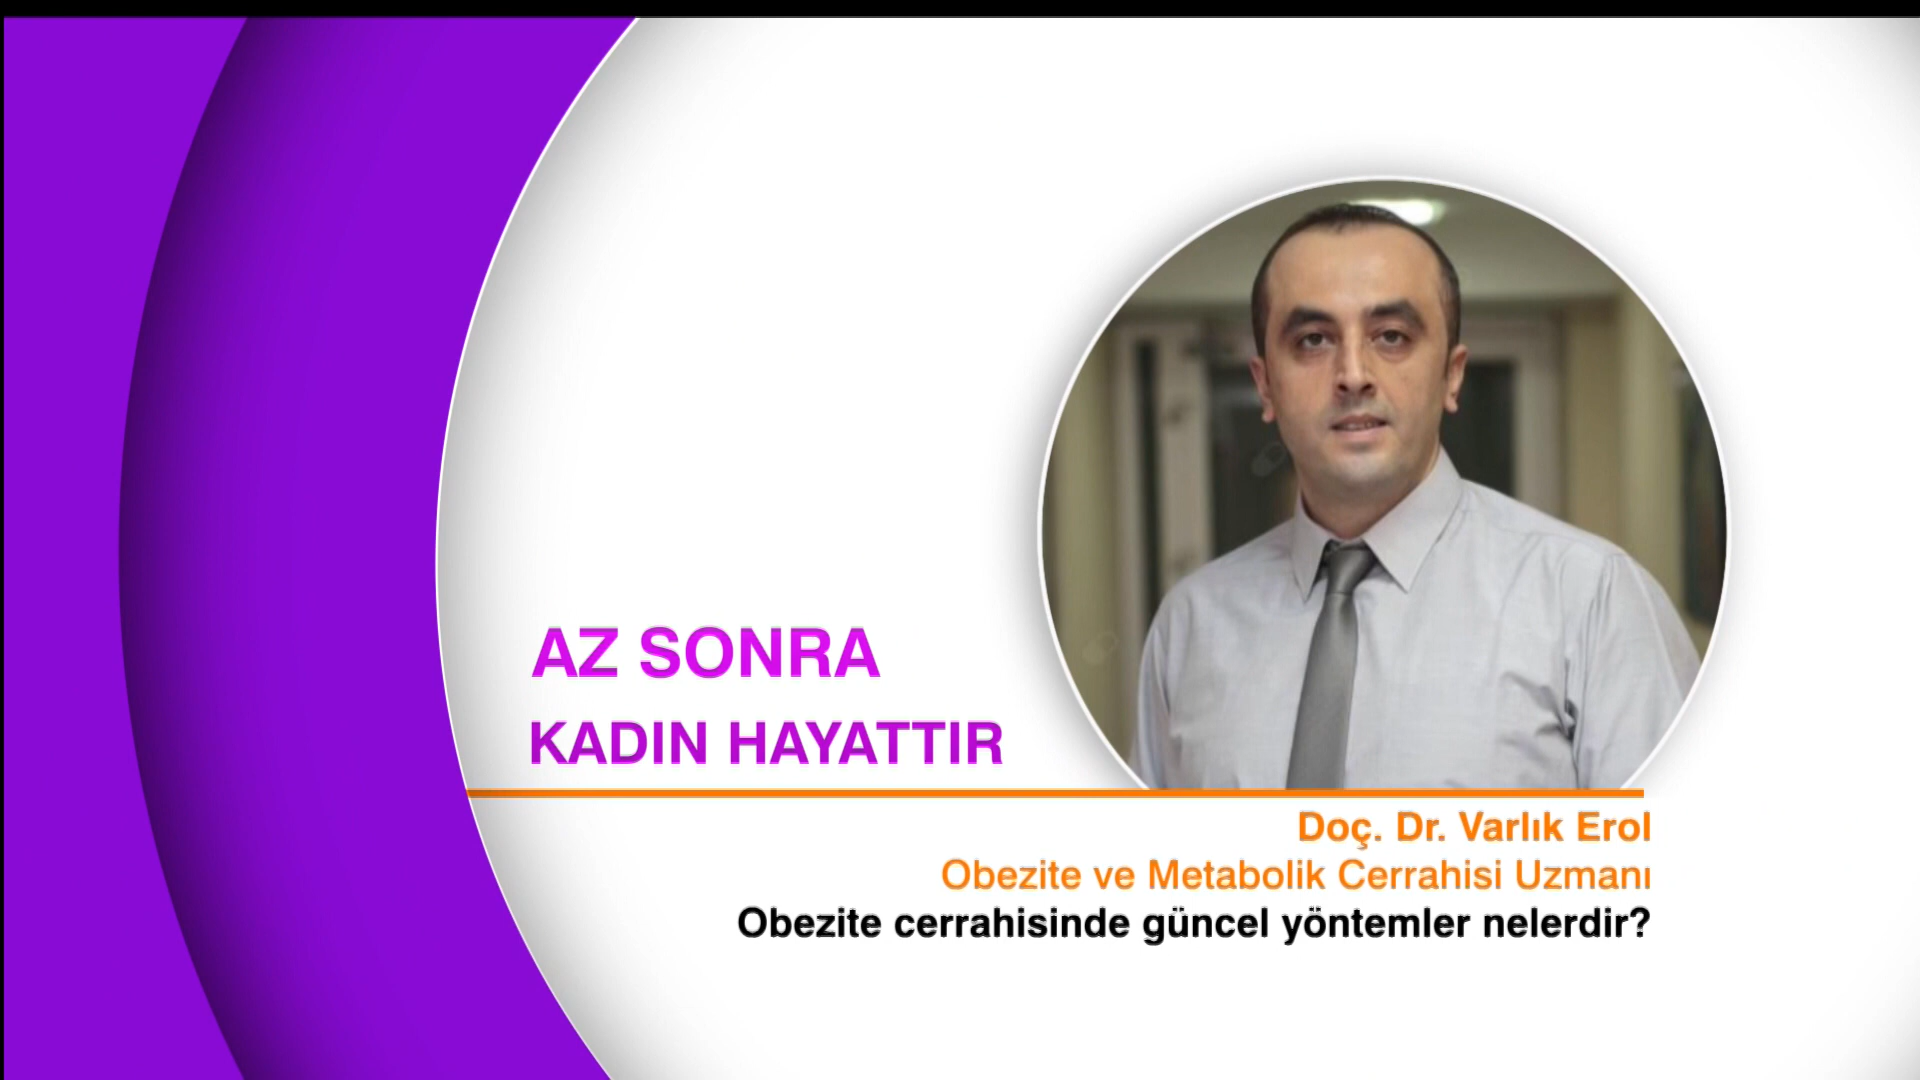 AZ SONRA
KADIN HAYATTIR
Doç. Dr. Varlık Erol
Obezite ve Metabolik Cerrahisi Uzmanı
Obezite cerrahisinde güncel yöntemler nelerdir?